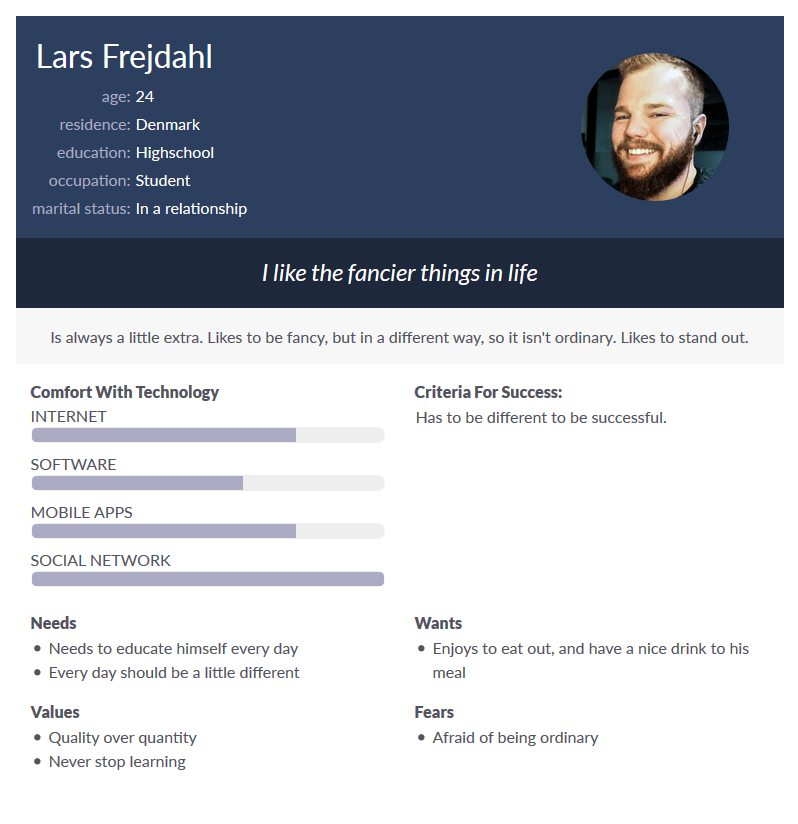 Lars Frejdahl
age: 24
residence: Denmark
education: Highschool
occupation: Student
marital status: In a relationship
I like the fancier things in life
Is always a little extra. Likes to be fancy, but in a different way, so it isn't ordinary. Likes to stand out.
Comfort With Technology
INTERNET
SOFTWARE
MOBILE APPS
SOCIAL NETWORK
Criteria For Success:
Has to be different to be successful.
Needs
• Needs to educate himself every day
• Every day should be a little different
Wants
• Enjoys to eat out, and have a nice drink to his
meal
Values
• Quality over quantity
• Never stop learning
Fears
• Afraid of being ordinary